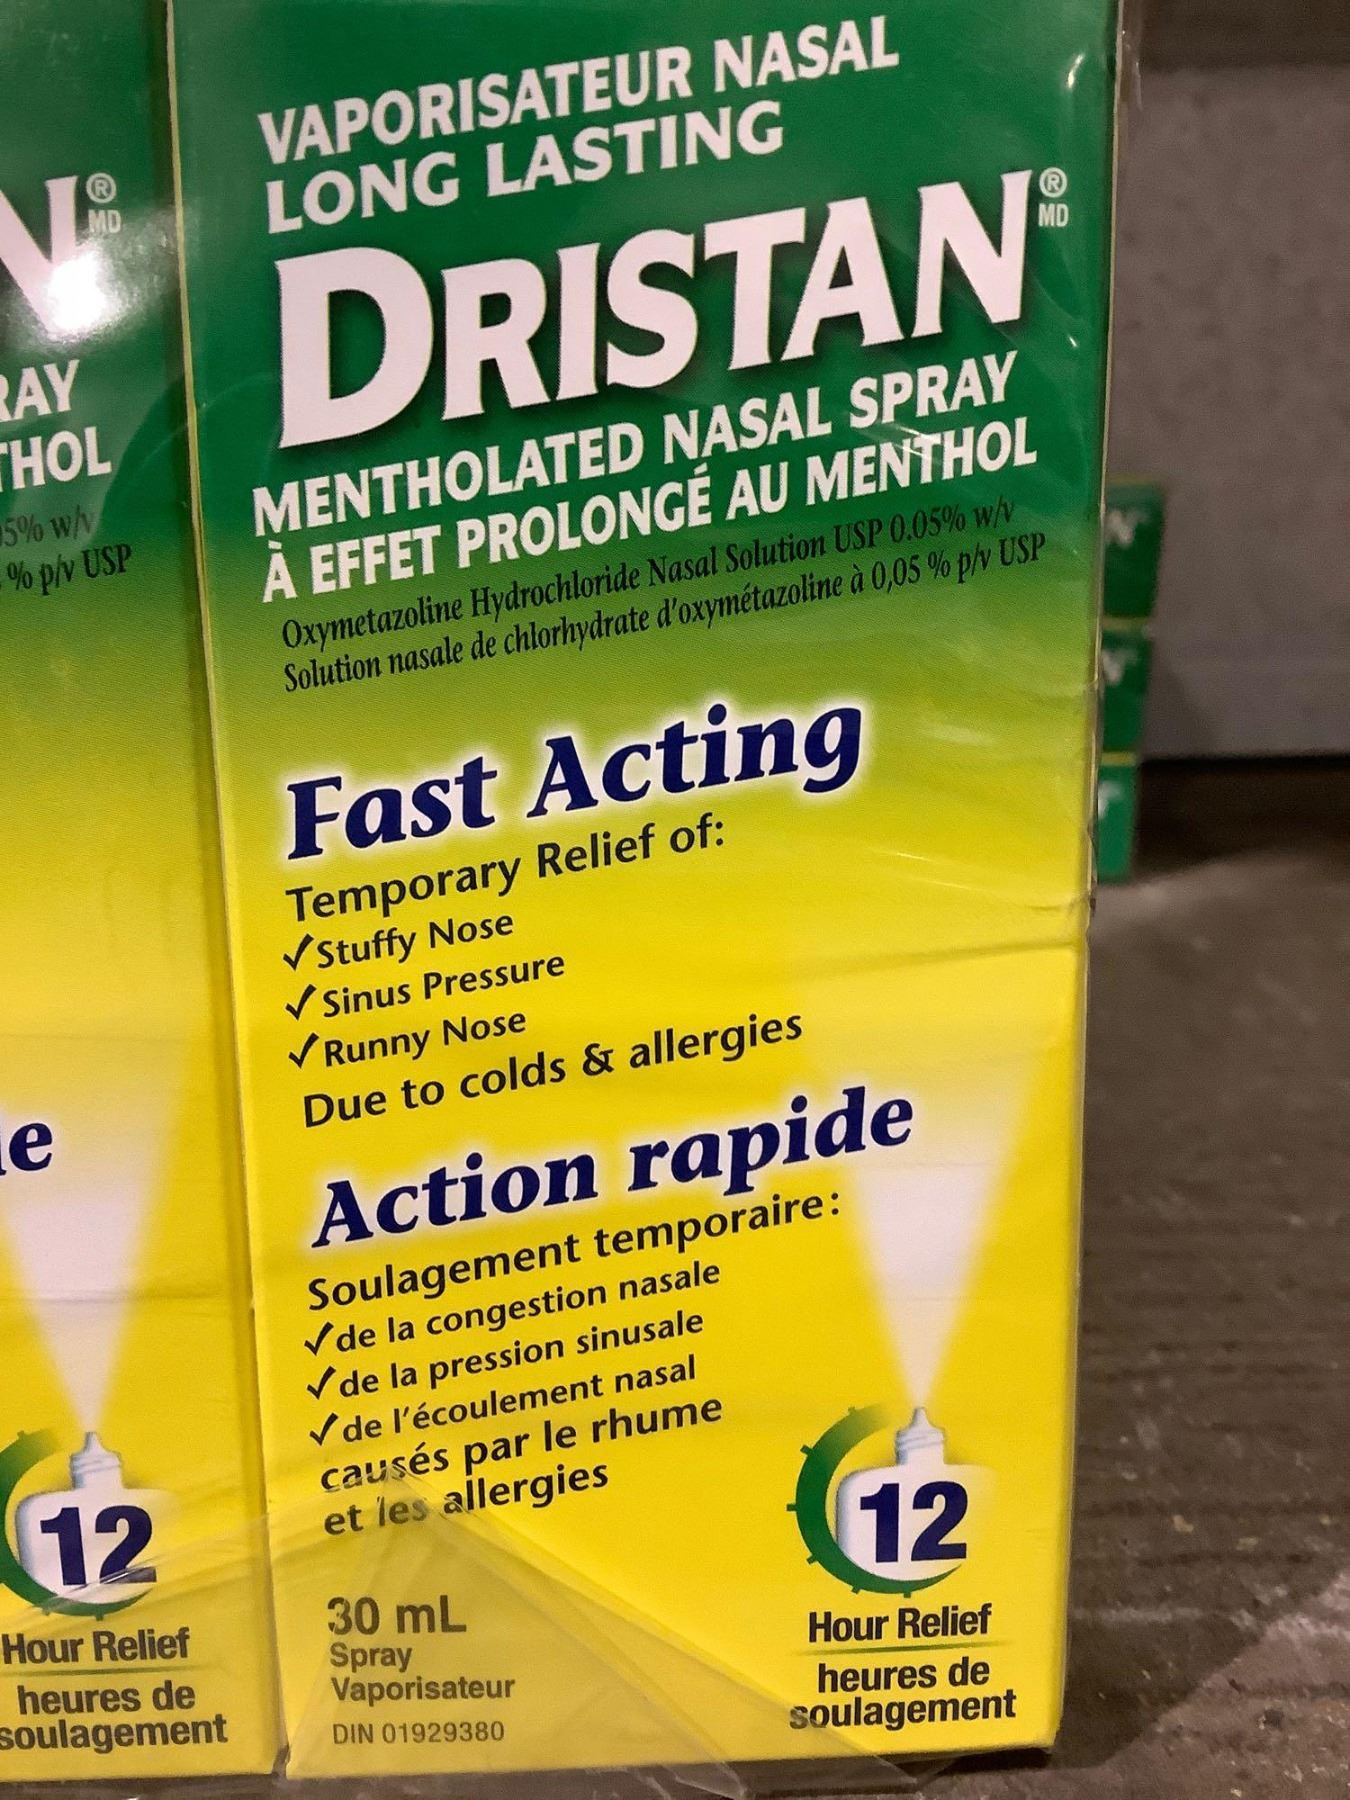 VAPORISATEUR NASAL
LONG LASTING
DRISTAN®
MD
MENTHOLATED NASAL SPRAY
À EFFET PROLONGÉ AU MENTHOL
Oxymetazoline Hydrochloride Nasal Solution USP 0.05% w/v
Solution nasale de chlorhydrate d'oxymétazoline à 0,05 % p/v USP
Fast Acting
Temporary Relief of:
✓Stuffy Nose
✓Sinus Pressure
✓Runny Nose
Due to colds & allergies
Action rapide
Soulagement temporaire:
✓de la congestion nasale
✓de la pression sinusale
✓de l'écoulement nasal
causés par le rhume
et les allergies
30 mL
Spray
Vaporisateur
DIN 01929380
12
Hour Relief
heures de
soulagement
N®
MD
RAY
THOL
05% w/v
% p/v USP
le
12
Hour Relief
heures de
soulagement